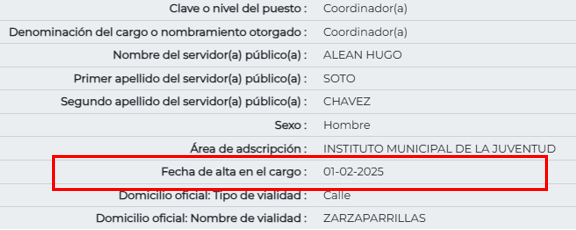 Clave o nivel del puesto : Coordinador(a)
Denominación del cargo o nombramiento otorgado : Coordinador(a)
Nombre del servidor(a) público(a) : ALEAN HUGO
Primer apellido del servidor(a) público(a) : SOTO
Segundo apellido del servidor(a) público(a) : CHAVEZ
Sexo : Hombre
Área de adscripción : INSTITUTO MUNICIPAL DE LA JUVENTUD
Fecha de alta en el cargo : 01-02-2025
Domicilio oficial: Tipo de vialidad : Calle
Domicilio oficial: Nombre de vialidad : ZARZAPARRILLAS